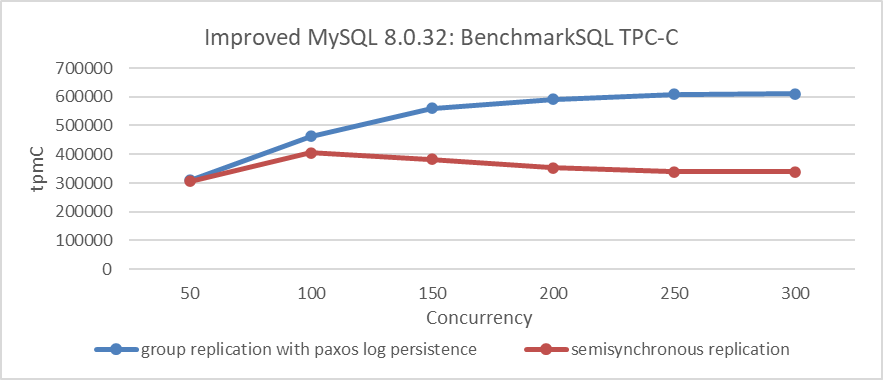 Improved MySQL 8.0.32: BenchmarkSQL TPC-C
700000
600000
500000
400000
300000
200000
100000
0
tpmC
50 100 150 200 250 300
Concurrency
group replication with paxos log persistence semisynchronous replication